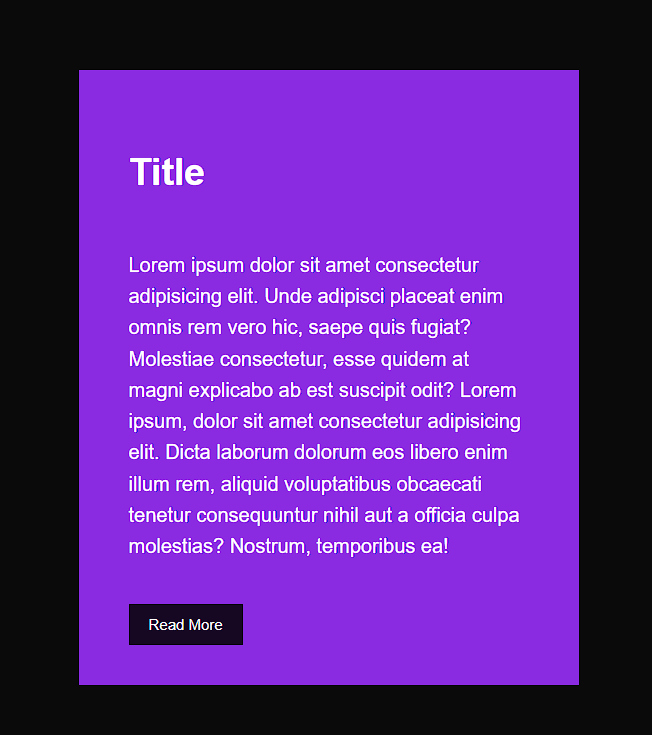 Title
Lorem ipsum dolor sit amet consectetur
adipisicing elit. Unde adipisci placeat enim
omnis rem vero hic, saepe quis fugiat?
Molestiae consectetur, esse quidem at
magni explicabo ab est suscipit odit? Lorem
ipsum, dolor sit amet consectetur adipisicing
elit. Dicta laborum dolorum eos libero enim
illum rem, aliquid voluptatibus obcaecati
tenetur consequuntur nihil aut a officia culpa
molestias? Nostrum, temporibus ea!
Read More